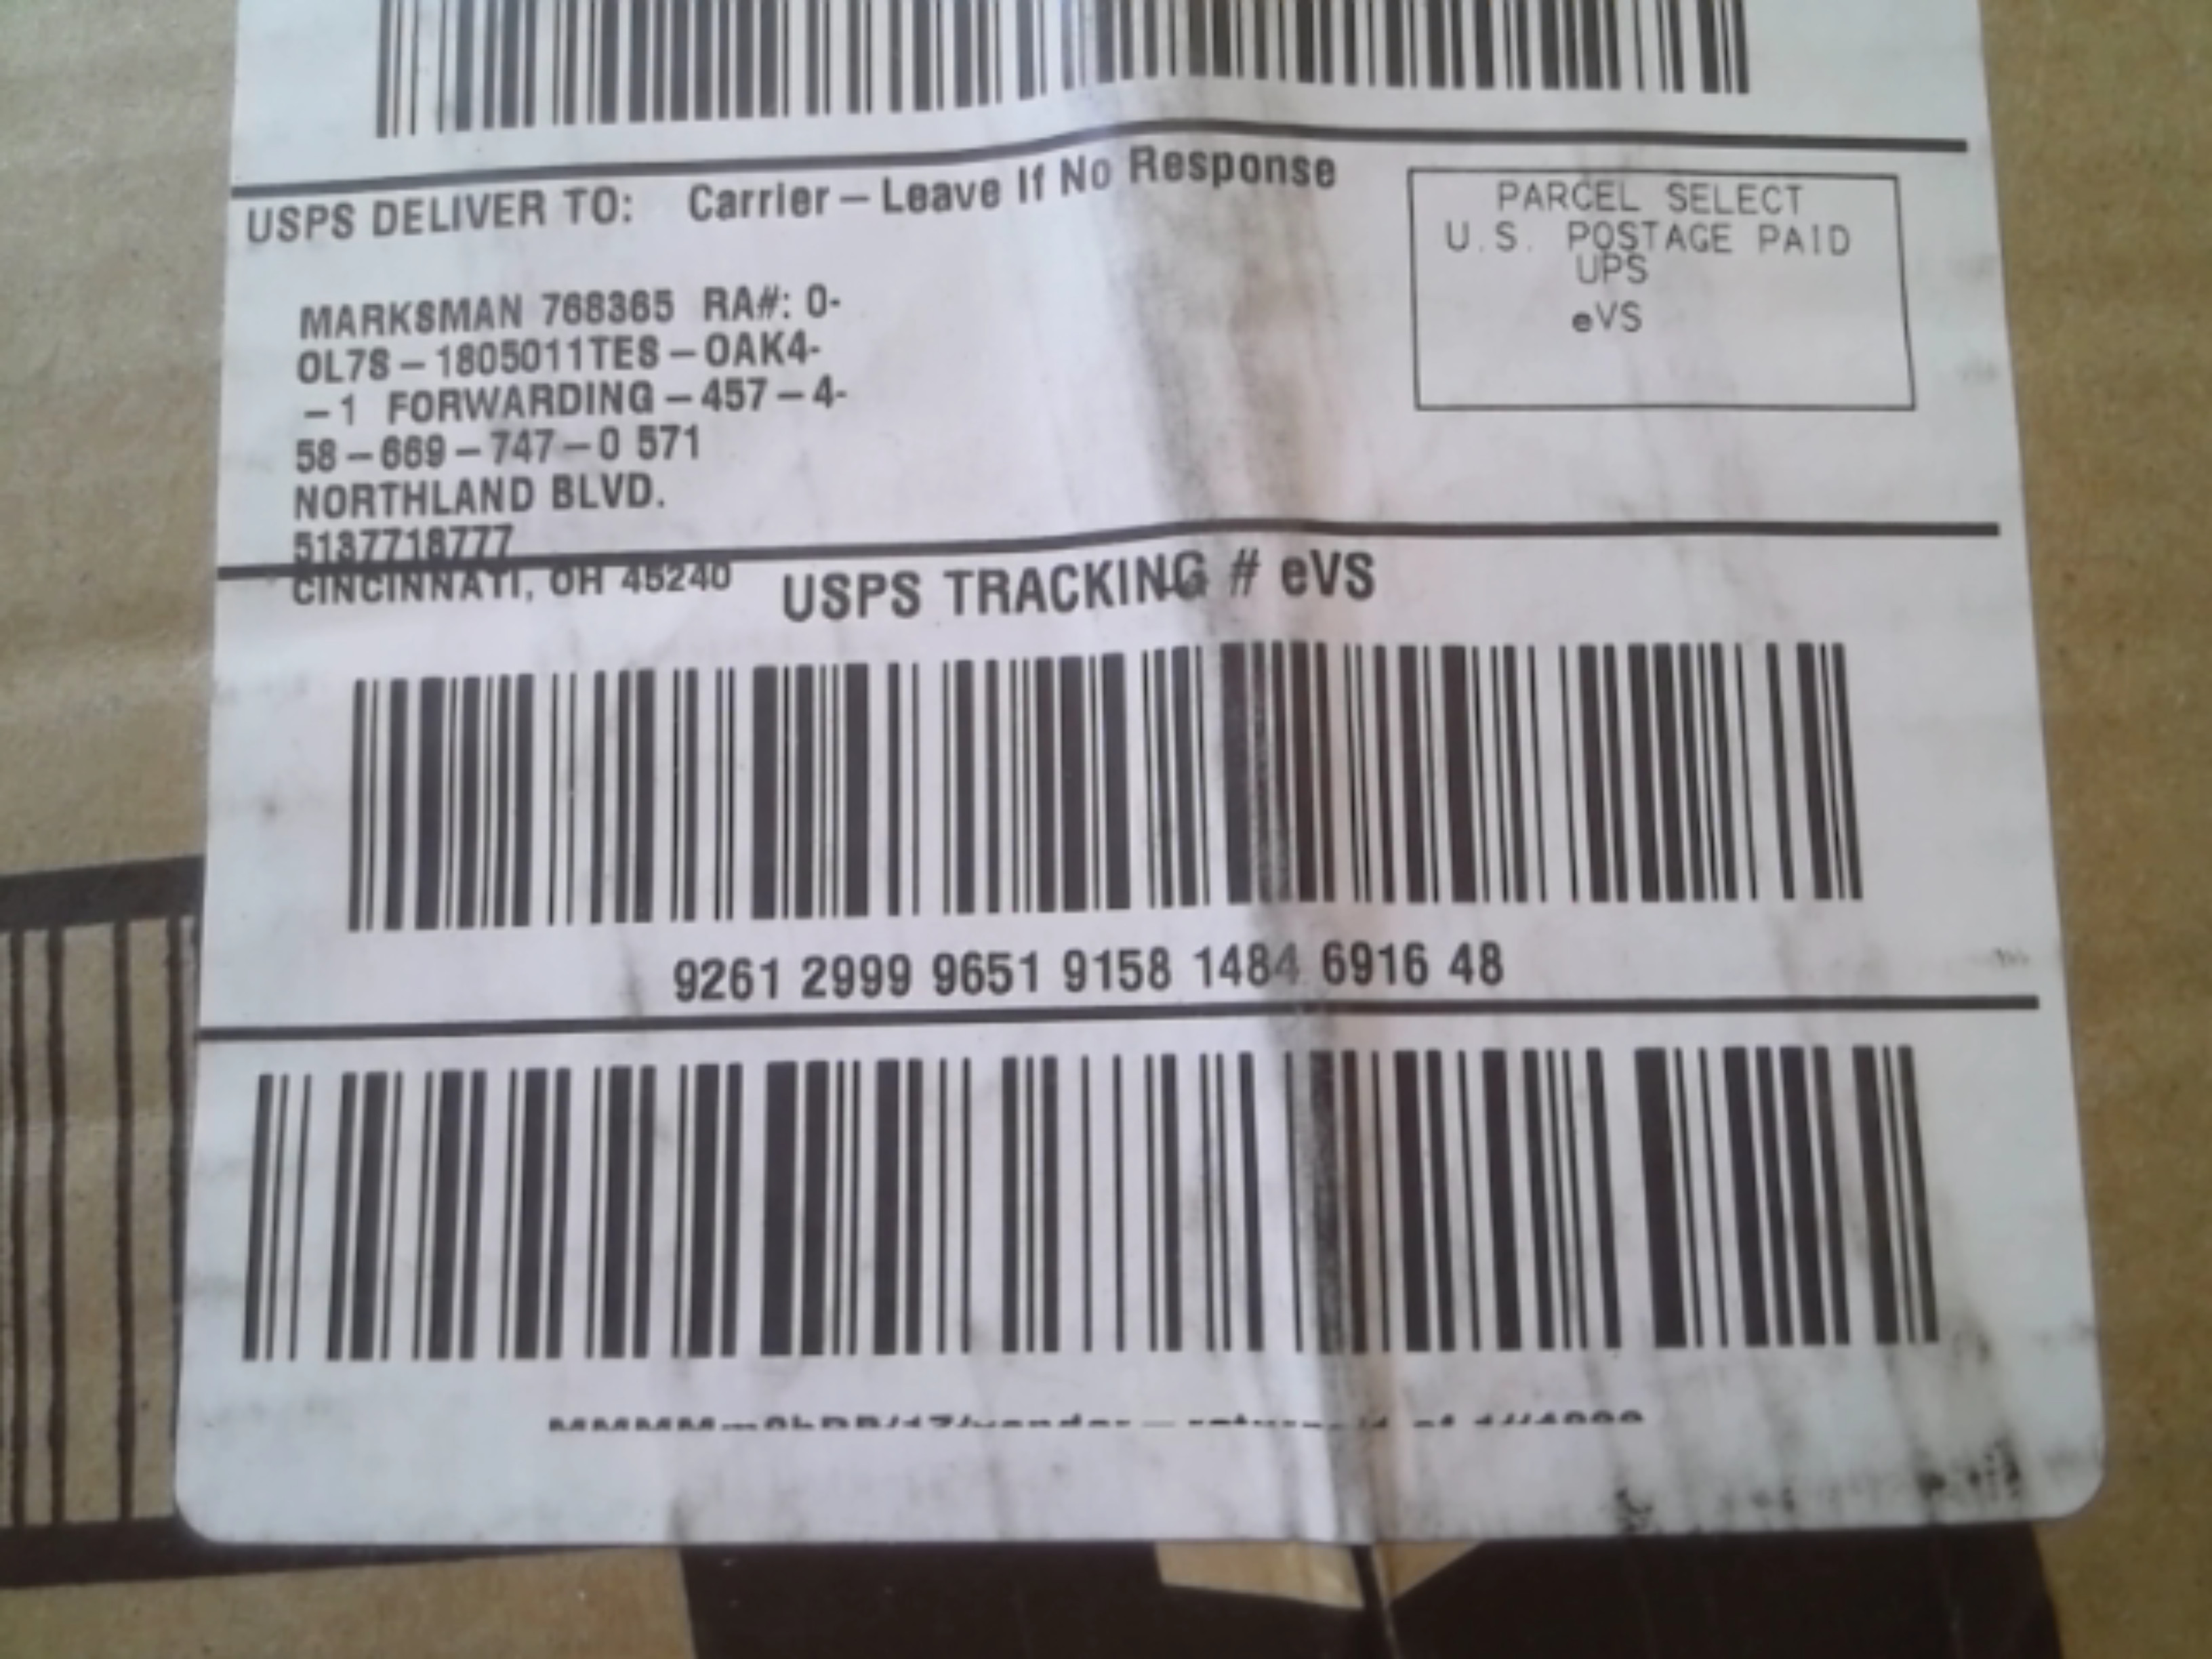 USPS DELIVER TO: Carrier – Leave If No Response
PARCEL SELECT
U.S. POSTAGE PAID
UPS
eVS
MARKSMAN 768365 RA#: 0-
OL7S – 1805011TES – OAK4-
– 1 FORWARDING – 457 – 4-
58 – 669 – 747 – 0 571
NORTHLAND BLVD.
5137718777
CINCINNATI, OH 45240
USPS TRACKING # eVS
9261 2999 9651 9158 1484 6916 48